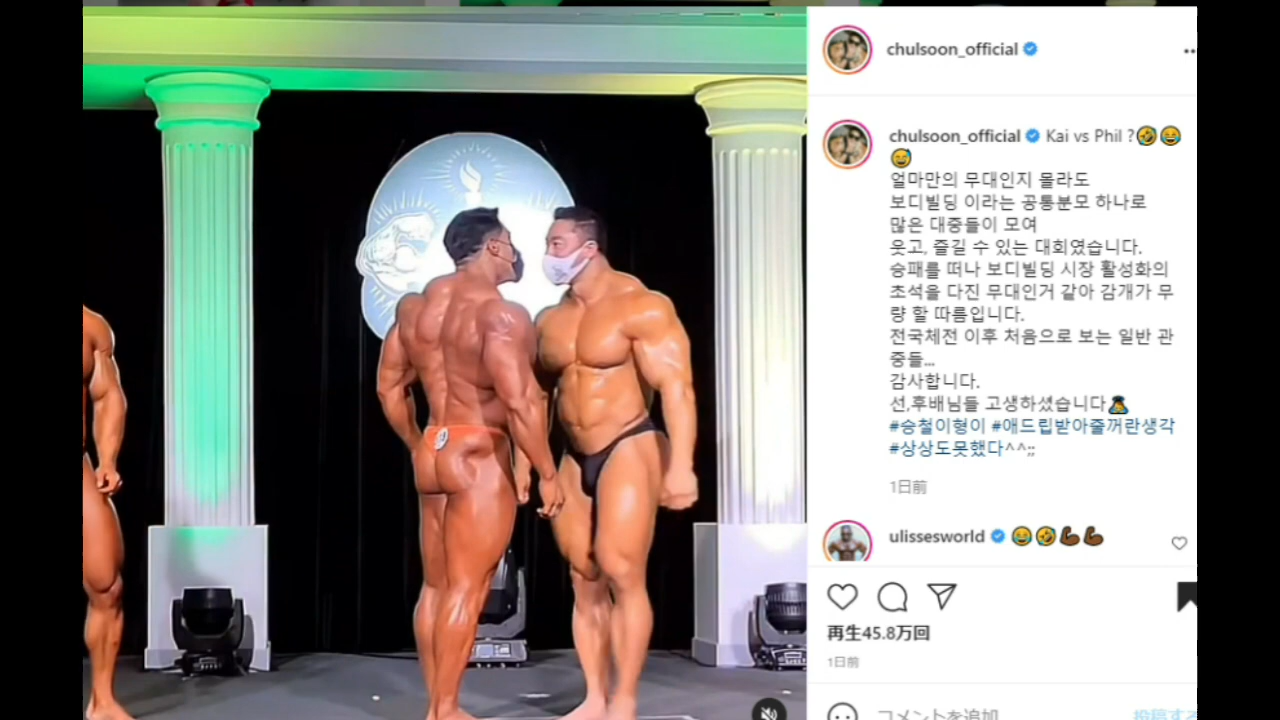 chulsoon_official
chulsoon_official Kai vs Phil ?🤣😂
😅
얼마만의 무대인지 몰라도
보디빌딩 이라는 공통분모 하나로
많은 대중들이 모여
웃고, 즐길 수 있는 대회였습니다.
승패를 떠나 보디빌딩 시장 활성화의
초석을 다진 무대인거 같아 감개가 무
량 할 따름입니다.
전국체전 이후 처음으로 보는 일반 관
중들...
감사합니다.
선,후배님들 고생하셨습니다
#승철이형이 #애드립받아줄꺼란생각
#상상도못했다^^;;
1日前
ulissesworld 😂🤣💪🏿💪🏿
再生45.8万回
1日前
コメントを追加
投稿する